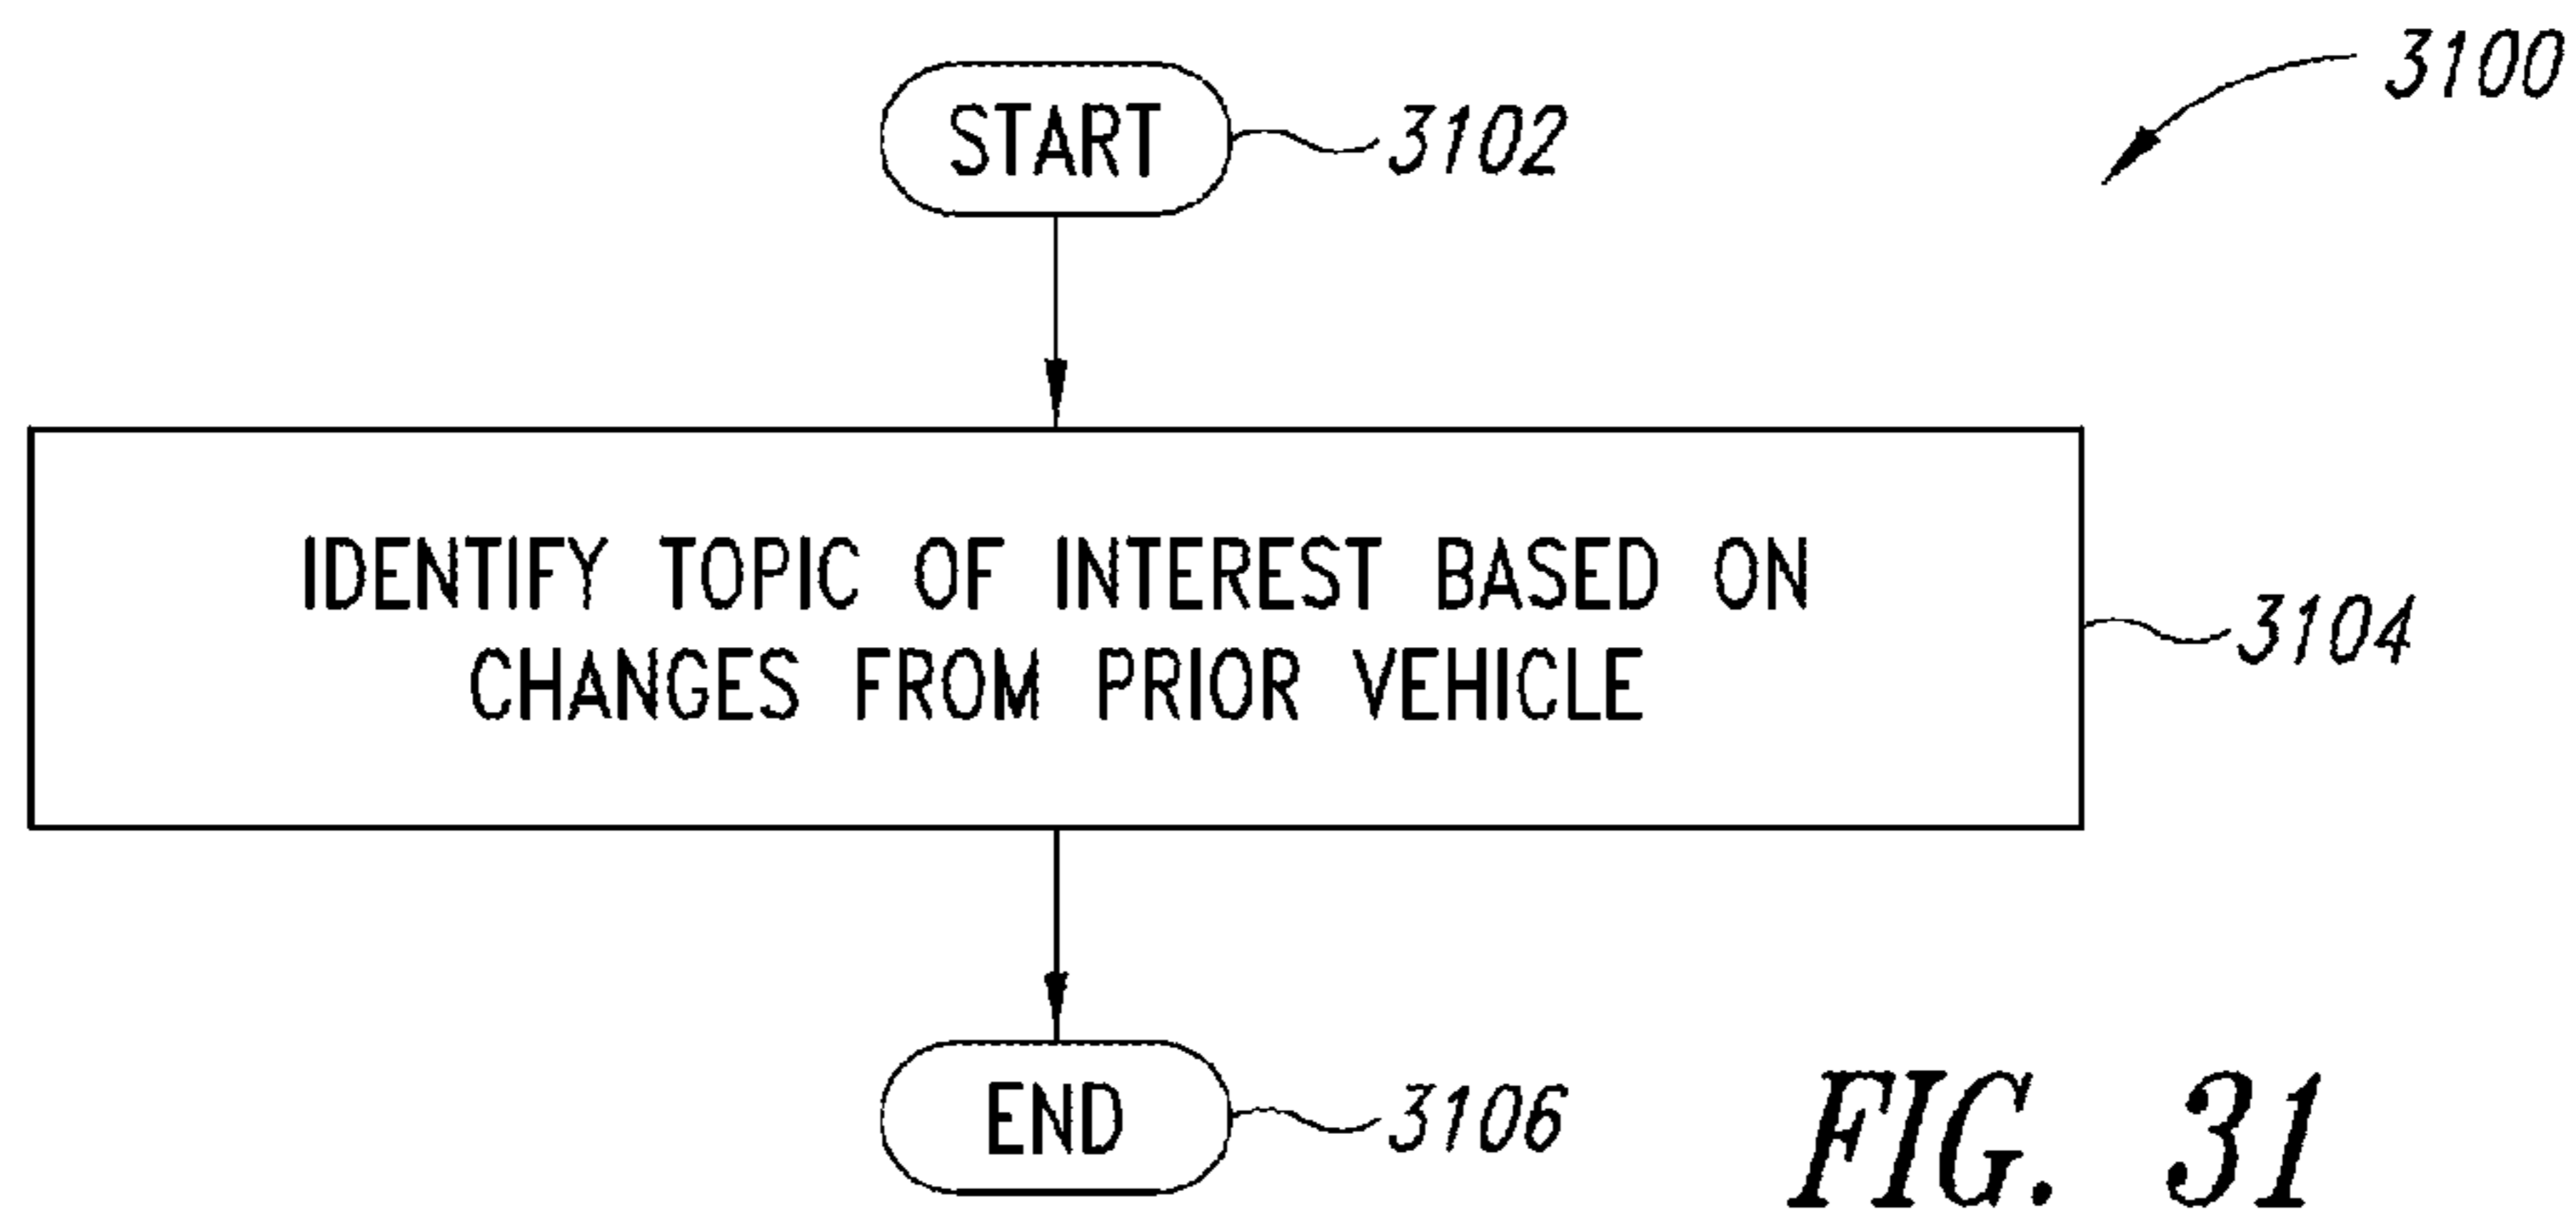 3100
START 3102
IDENTIFY TOPIC OF INTEREST BASED ON
CHANGES FROM PRIOR VEHICLE
3104
END 3106
FIG. 31